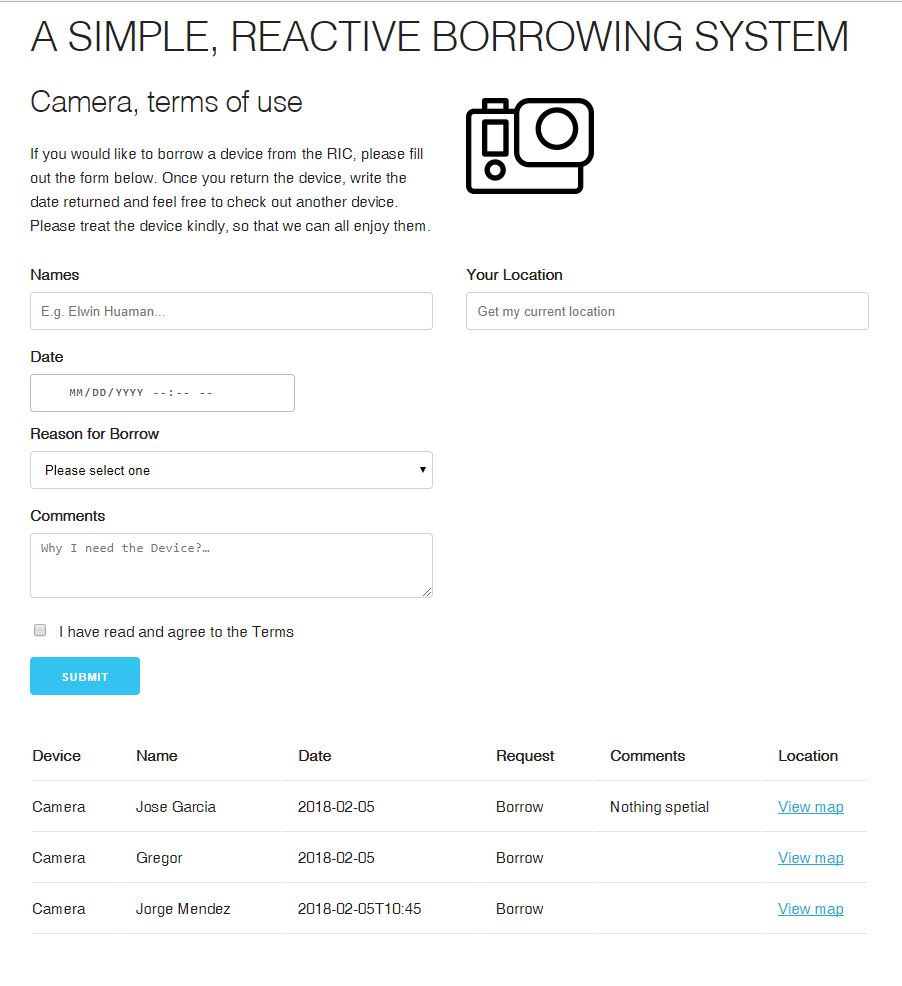 A SIMPLE, REACTIVE BORROWING SYSTEM
Camera, terms of use
If you would like to borrow a device from the RIC, please fill
out the form below. Once you return the device, write the
date returned and feel free to check out another device.
Please treat the device kindly, so that we can all enjoy them.
Names
E.g. Elwin Huaman...
Your Location
Get my current location
Date
MM/DD/YYYY --:-- --
Reason for Borrow
Please select one
Comments
Why I need the Device?…
I have read and agree to the Terms
SUBMIT
Device Name Date Request Comments Location
Camera Jose Garcia 2018-02-05 Borrow Nothing spetial View map
Camera Gregor 2018-02-05 Borrow View map
Camera Jorge Mendez 2018-02-05T10:45 Borrow View map